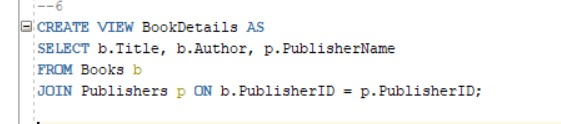 --6
CREATE VIEW BookDetails AS
SELECT b.Title, b.Author, p.PublisherName
FROM Books b
JOIN Publishers p ON b.PublisherID = p.PublisherID;